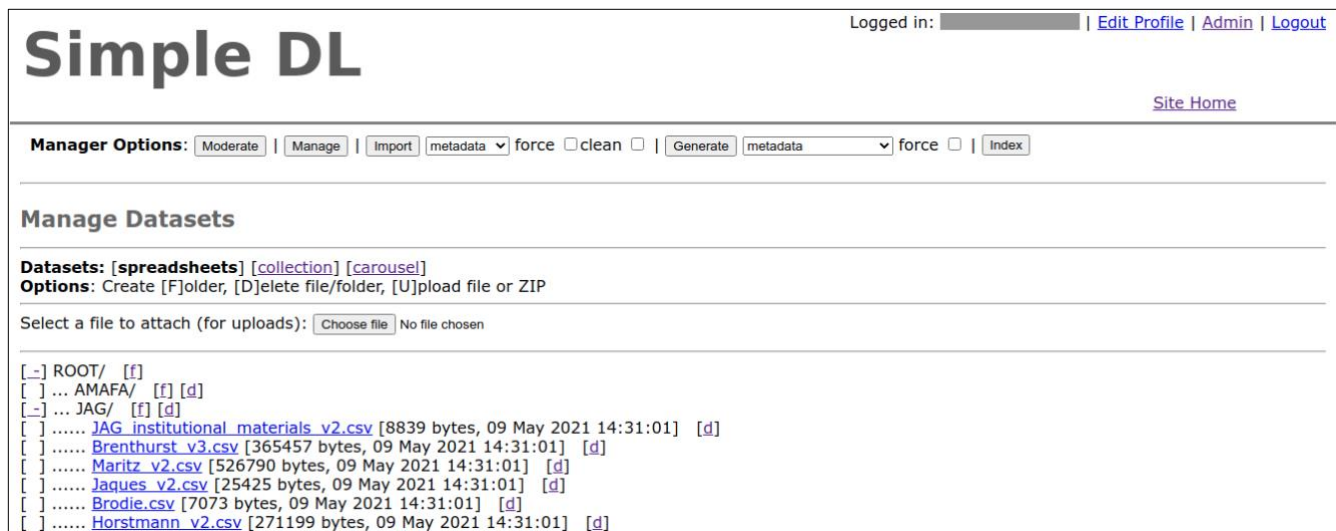 Logged in: | Edit Profile | Admin | Logout
Simple DL
Site Home
Manager Options: Moderate | Manage | Import metadata force clean | Generate metadata force | Index
Manage Datasets
Datasets: [spreadsheets] [collection] [carousel]
Options: Create [F]older, [D]elete file/folder, [U]pload file or ZIP
Select a file to attach (for uploads): Choose file No file chosen
[ - ] ROOT/ [f]
[ ] ... AMAFA/ [f] [d]
[ - ] ... JAG/ [f] [d]
[ ] ...... JAG_institutional_materials_v2.csv [8839 bytes, 09 May 2021 14:31:01] [d]
[ ] ...... Brenthurst_v3.csv [365457 bytes, 09 May 2021 14:31:01] [d]
[ ] ...... Maritz_v2.csv [526790 bytes, 09 May 2021 14:31:01] [d]
[ ] ...... Jaques_v2.csv [25425 bytes, 09 May 2021 14:31:01] [d]
[ ] ...... Brodie.csv [7073 bytes, 09 May 2021 14:31:01] [d]
[ ] ...... Horstmann_v2.csv [271199 bytes, 09 May 2021 14:31:01] [d]